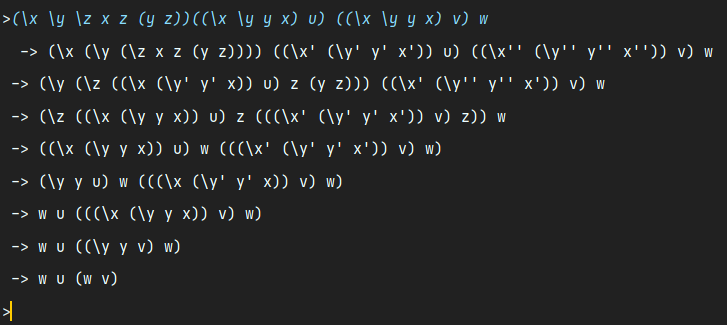 >(\x \y \z x z (y z))((\x \y y x) u) ((\x \y y x) v) w
-> (\x (\y (\z x z (y z)))) ((\x' (\y' y' x')) u) ((\x'' (\y'' y'' x'')) v) w
-> (\y (\z ((\x (\y' y' x)) u) z (y z))) ((\x' (\y'' y'' x')) v) w
-> (\z ((\x (\y y x)) u) z (((\x' (\y' y' x')) v) z)) w
-> ((\x (\y y x)) u) w (((\x' (\y' y' x')) v) w)
-> (\y y u) w (((\x (\y' y' x)) v) w)
-> w u (((\x (\y y x)) v) w)
-> w u ((\y y v) w)
-> w u (w v)
>